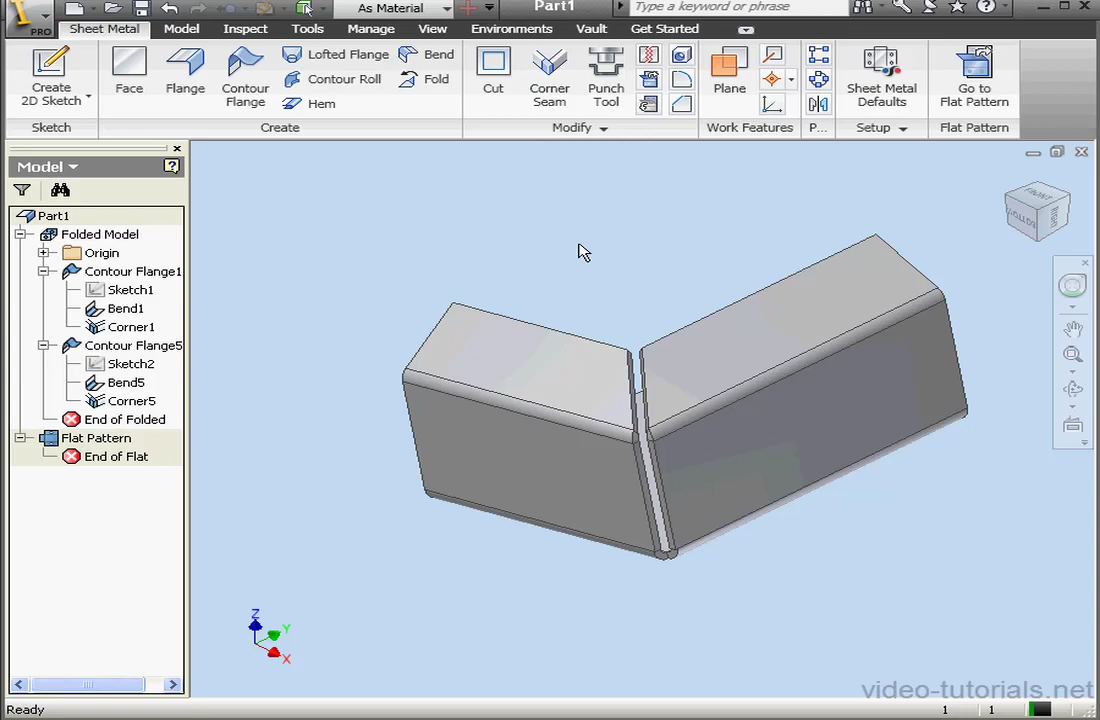 PRO
As Material
Part1
Type a keyword or phrase
Sheet Metal
Model
Inspect
Tools
Manage
View
Environments
Vault
Get Started
Create
2D Sketch
Face
Flange
Contour
Flange
Lofted Flange
Contour Roll
Hem
Bend
Fold
Cut
Corner
Seam
Punch
Tool
Plane
Sheet Metal
Defaults
Go to
Flat Pattern
Sketch
Create
Modify
Work Features
P...
Setup
Flat Pattern
Model
Part1
Folded Model
Origin
Contour Flange1
Sketch1
Bend1
Corner1
Contour Flange5
Sketch2
Bend5
Corner5
End of Folded
Flat Pattern
End of Flat
FRONT
RIGHT
BOTTOM
Z
Y
X
video-tutorials.net
Ready
1
1